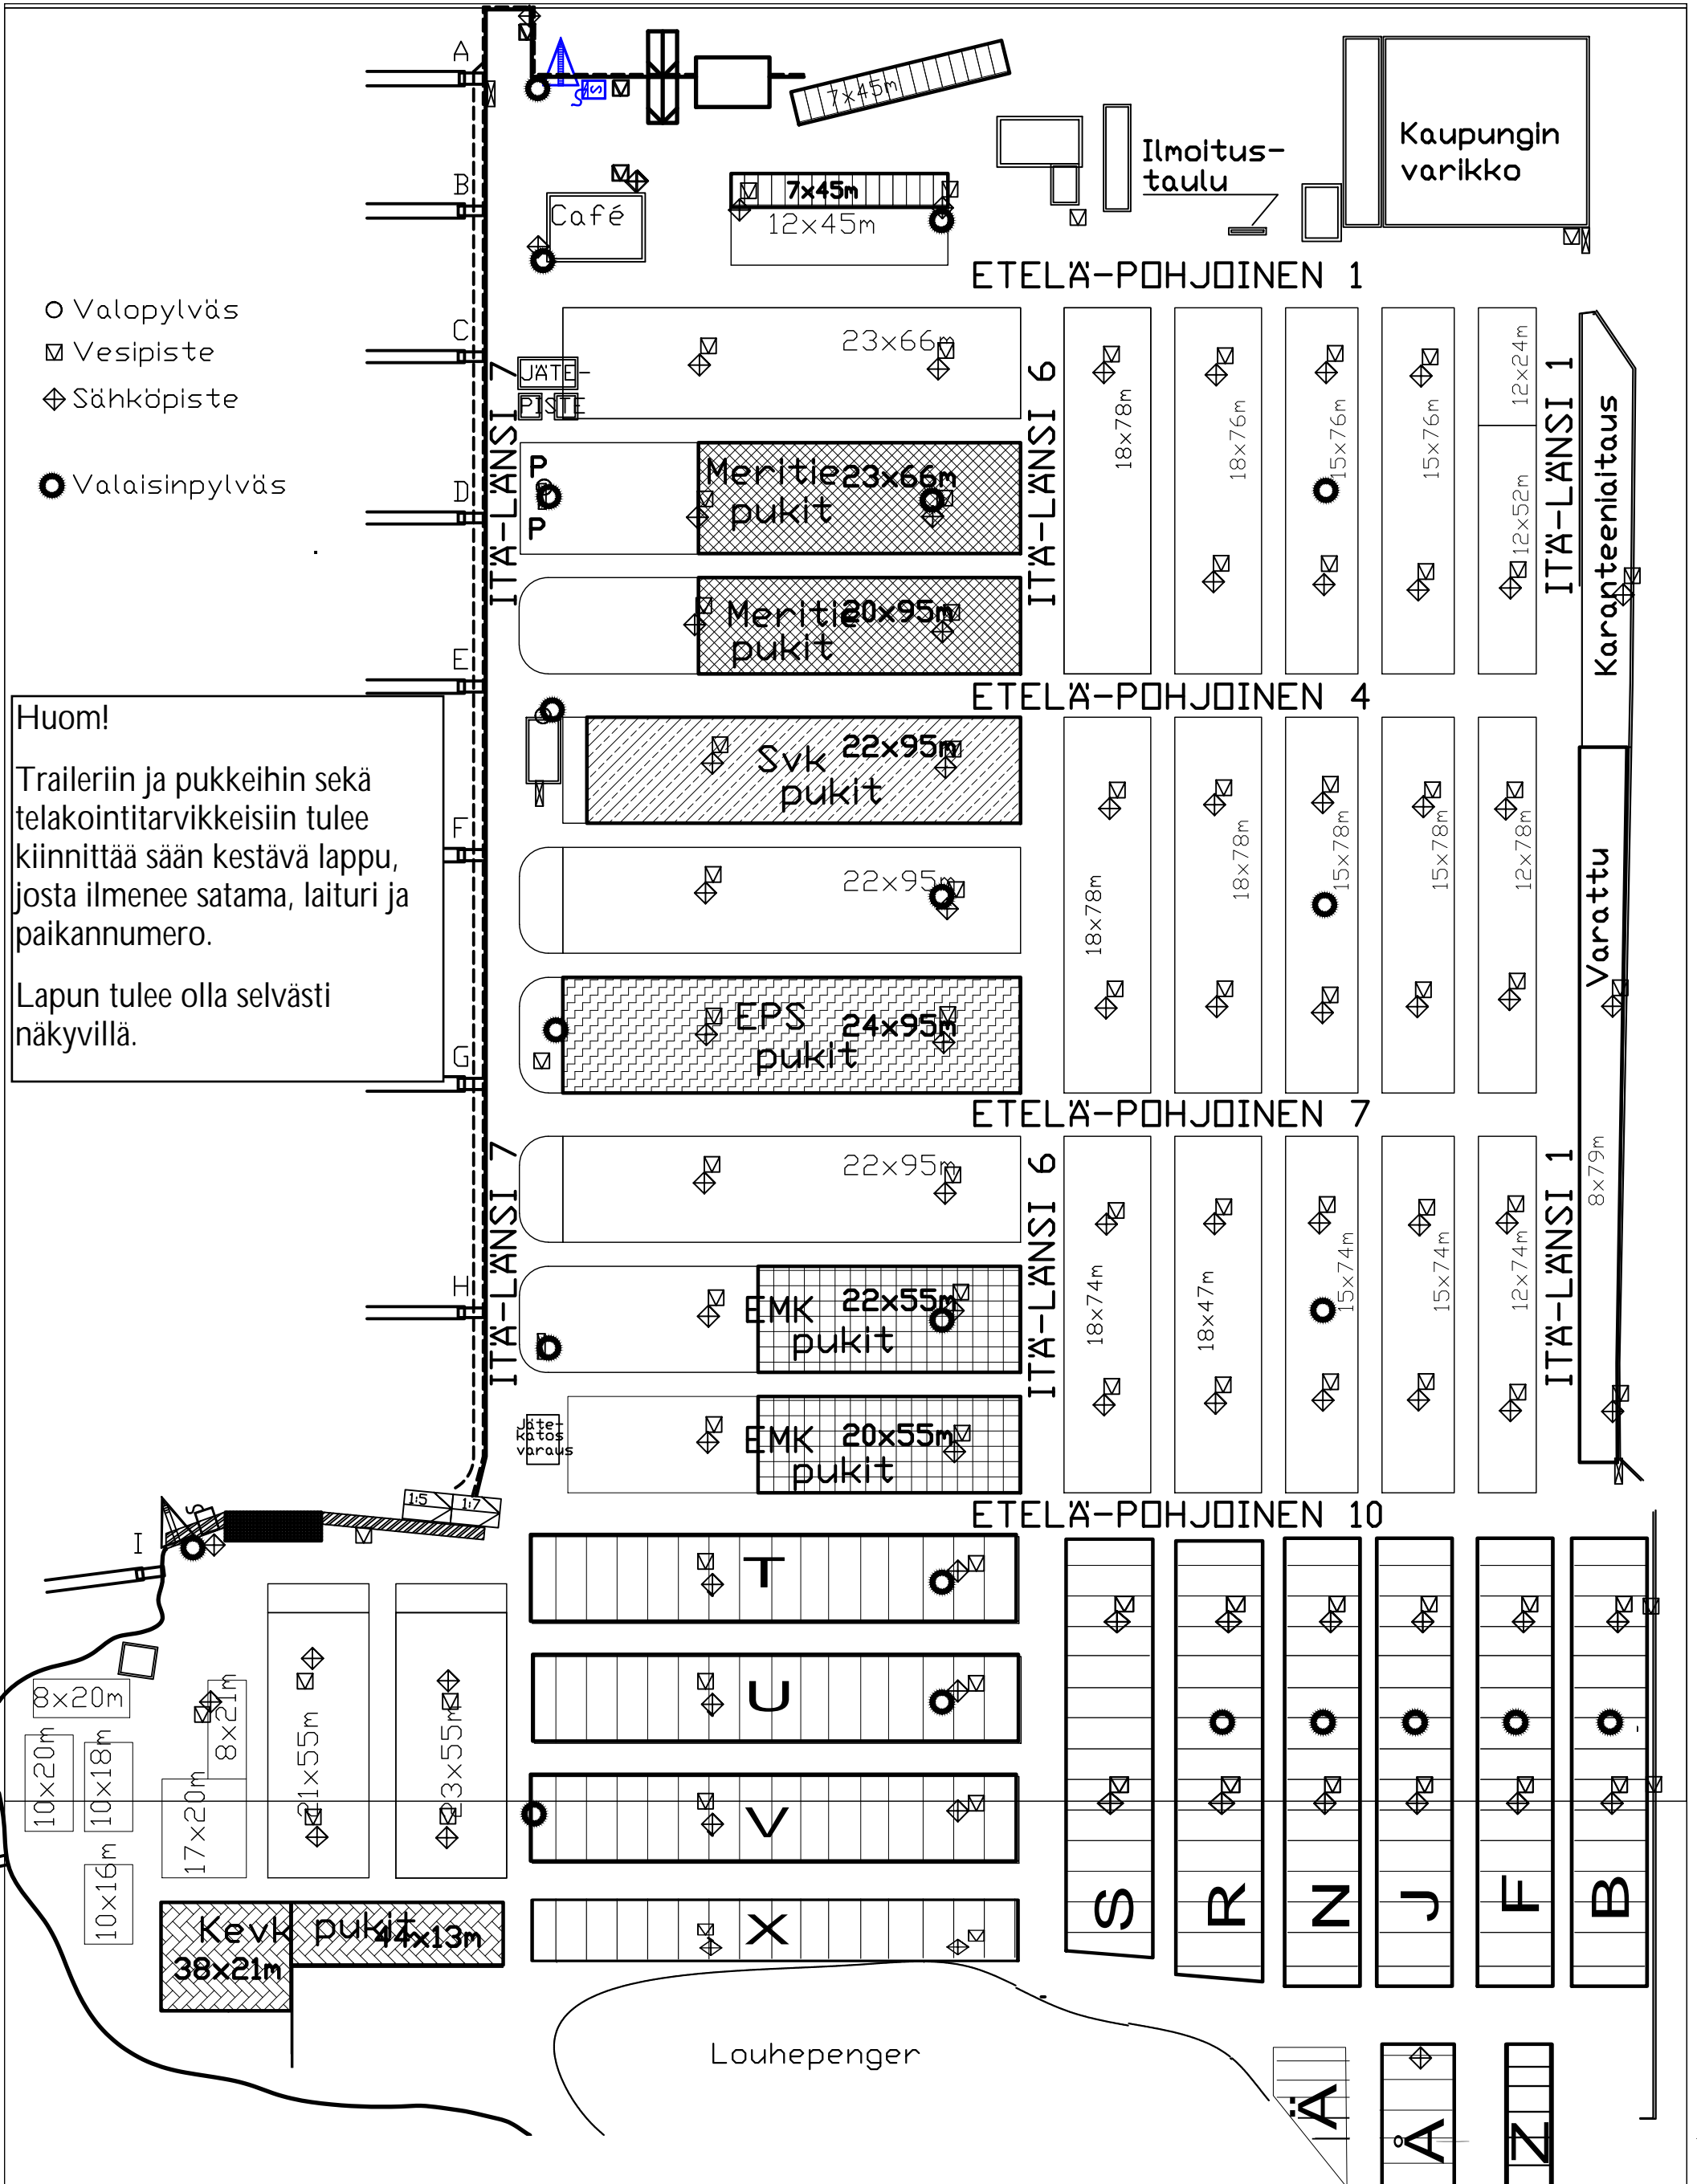 A
7x45m
Ilmoitus-
taulu
Kaupungin
varikko
B
Café
7x45m
12x45m
ETELÄ-POHJOINEN 1
Valopylväs
Vesipiste
Sähköpiste
Valaisinpylväs
C
JÄTE-
PISTE
23x66m
ITÄ-LÄNSI 7
ITÄ-LÄNSI 6
18x78m
18x76m
15x76m
15x76m
12x24m
12x52m
ITÄ-LÄNSI 1
Karanteeniaitaus
D
P
P
Meritie 23x66m
pukit
Meritie 20x95m
pukit
E
ETELÄ-POHJOINEN 4
Huom!
Traileriin ja pukkeihin sekä
telakointitarvikkeisiin tulee
kiinnittää sään kestävä lappu,
josta ilmenee satama, laituri ja
paikannumero.
Lapun tulee olla selvästi
näkyvillä.
Svk 22x95m
pukit
F
22x95m
18x78m
18x78m
15x78m
15x78m
12x78m
Varattu
EPS 24x95m
pukit
G
ETELÄ-POHJOINEN 7
ITÄ-LÄNSI 7
22x95m
ITÄ-LÄNSI 6
18x74m
18x47m
15x74m
15x74m
12x74m
ITÄ-LÄNSI 1
8x79m
H
EMK 22x55m
pukit
Jäte-
katos
varaus
EMK 20x55m
pukit
1:5
1:7
S
ETELÄ-POHJOINEN 10
I
T
U
V
X
S
R
N
J
F
B
8x20m
8x21m
10x20m
10x18m
17x20m
21x55m
23x55m
10x16m
Kevk pukit
44x13m
38x21m
Louhepenger
Ä
Å
Z